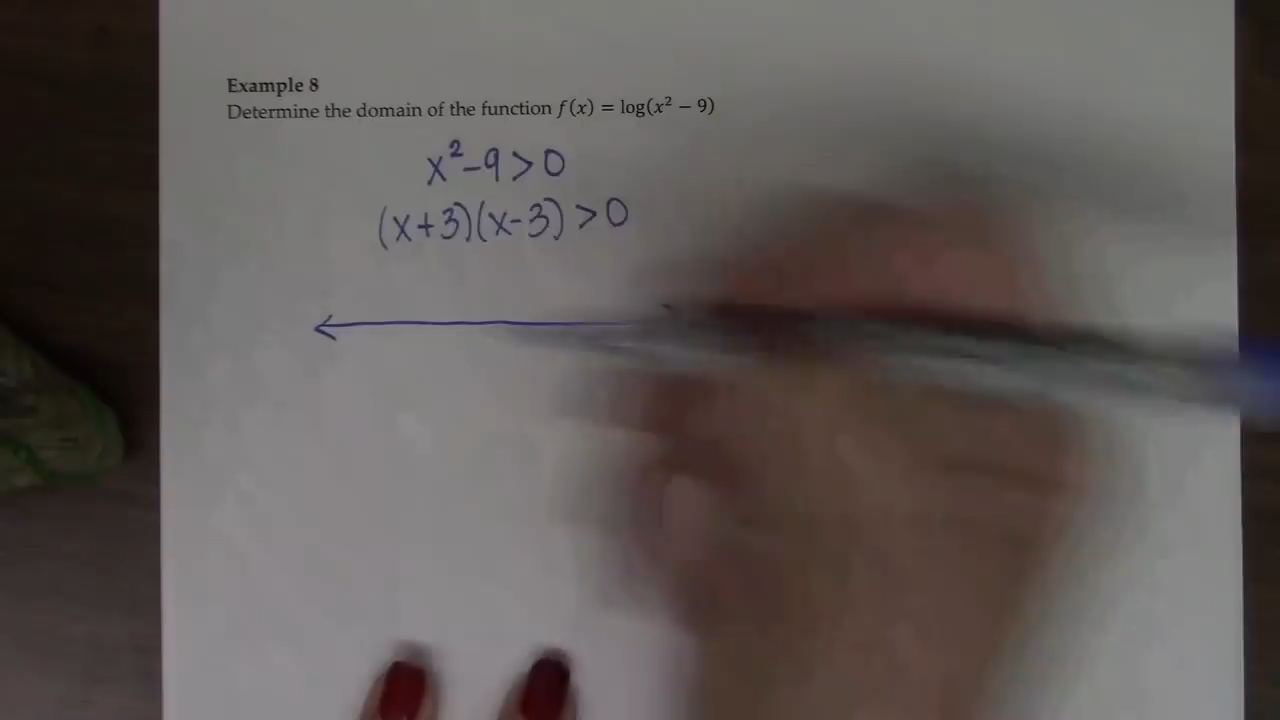 Example 8
Determine the domain of the function f(x) = log(x² − 9)
x²-9>0
(x+3)(x-3)>0